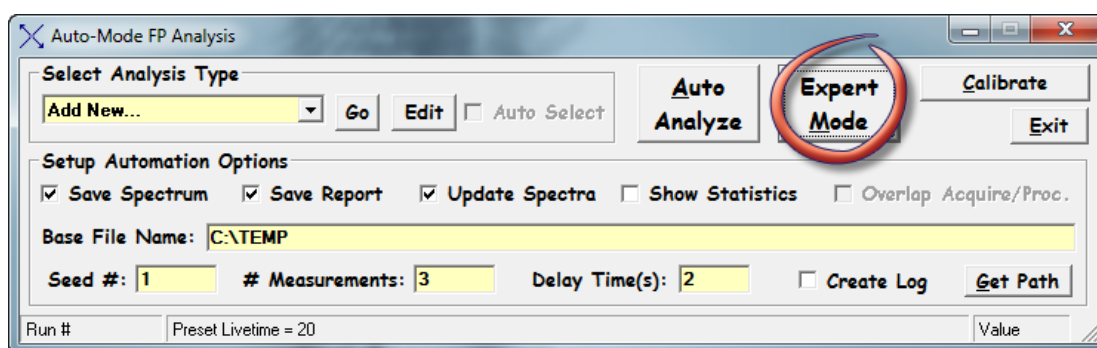 Auto-Mode FP Analysis
Select Analysis Type
Add New...
Go
Edit
Auto Select
Auto
Analyze
Expert
Mode
Calibrate
Exit
Setup Automation Options
Save Spectrum
Save Report
Update Spectra
Show Statistics
Overlap Acquire/Proc.
Base File Name: C:\TEMP
Seed #: 1
# Measurements: 3
Delay Time(s): 2
Create Log
Get Path
Run #
Preset Livetime = 20
Value